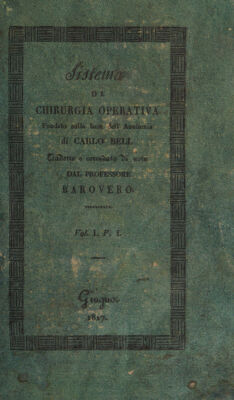 Sistema
DI
CHIRURGIA OPERATIVA
Fondato sulla base dell' Anatomia
di CARLO BELL
Tradotto e corredato di note
DAL PROFESSORE
BAROVERO.
Vol. I. P. I.
Giugno.
1817.